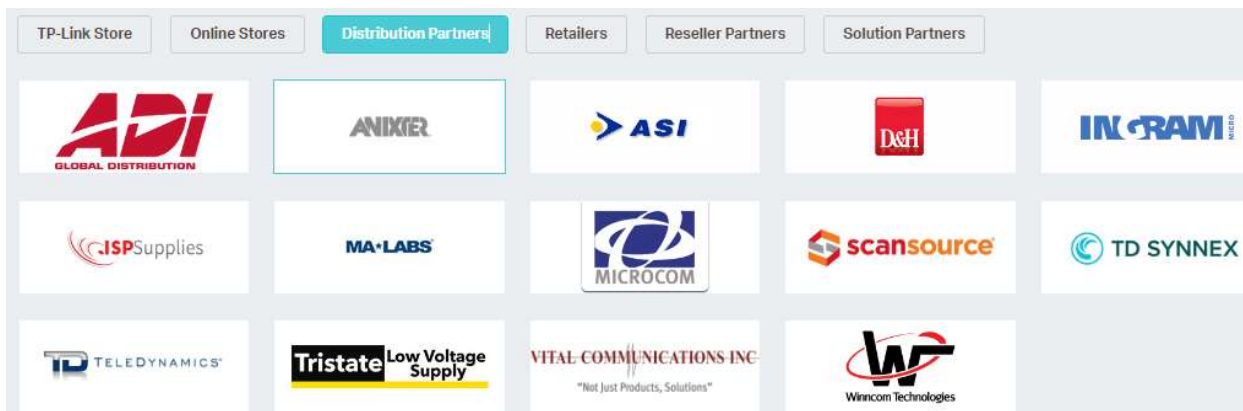 TP-Link Store Online Stores Distribution Partners Retailers Reseller Partners Solution Partners
ADI
GLOBAL DISTRIBUTION
ANIXTER
ASI
D&H
INGRAM MICRO
ISPSupplies
MA LABS
MICROCOM
scansource
TD SYNNEX
TD TELEDYNAMICS
Tristate Low Voltage
Supply
VITAL COMMUNICATIONS INC
"Not Just Products, Solutions"
Winncom Technologies